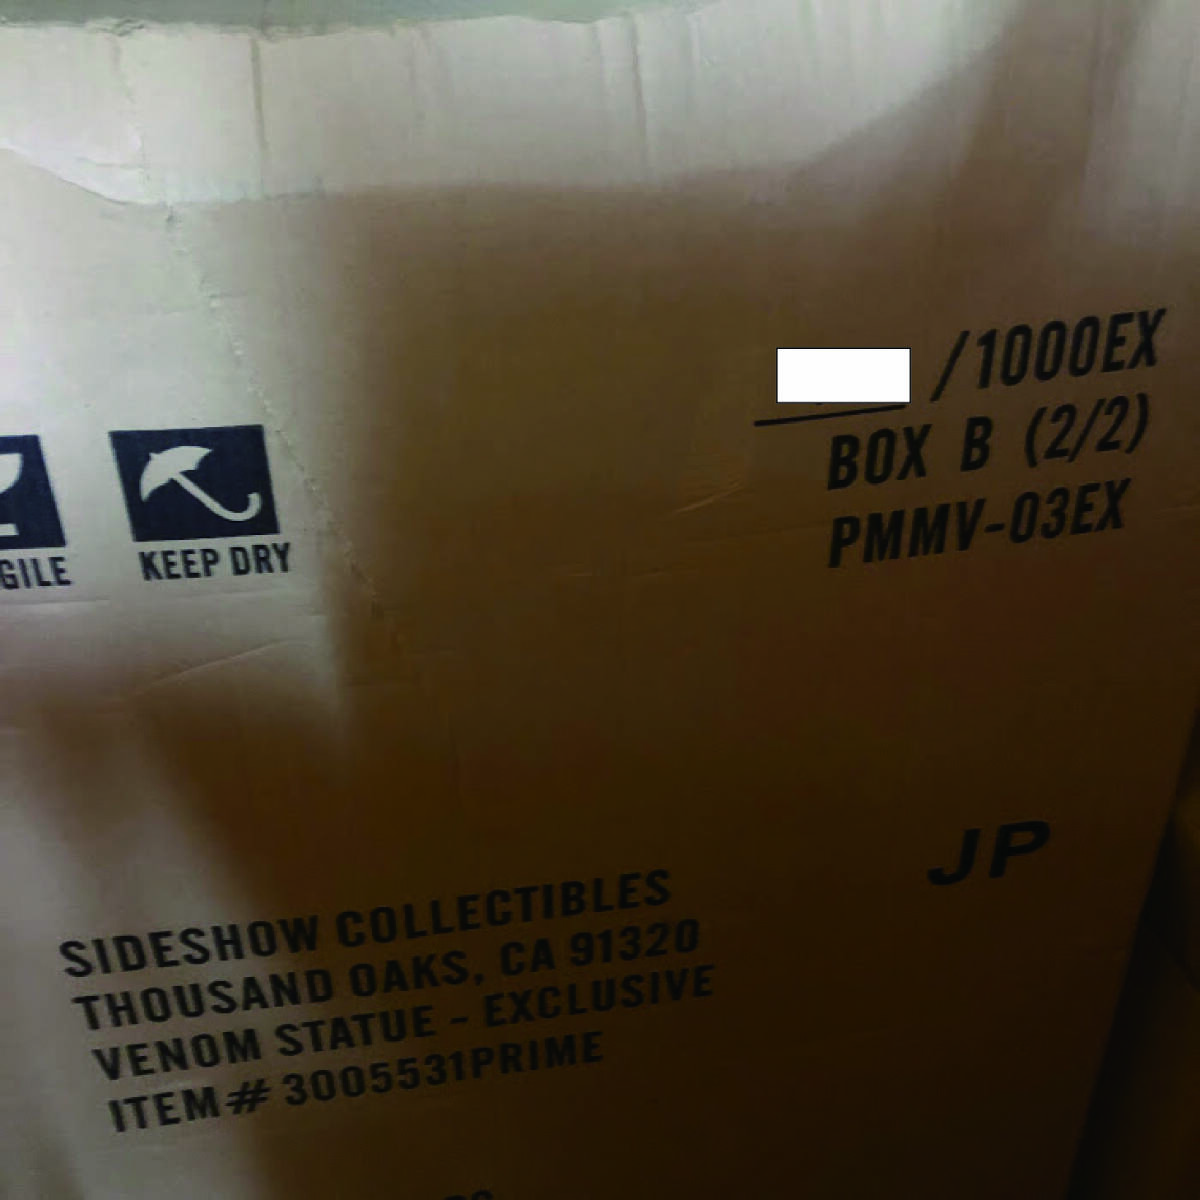 /1000EX
BOX B (2/2)
PMMV-03EX
GILE
KEEP DRY
JP
SIDESHOW COLLECTIBLES
THOUSAND OAKS, CA 91320
VENOM STATUE - EXCLUSIVE
ITEM# 3005531PRIME